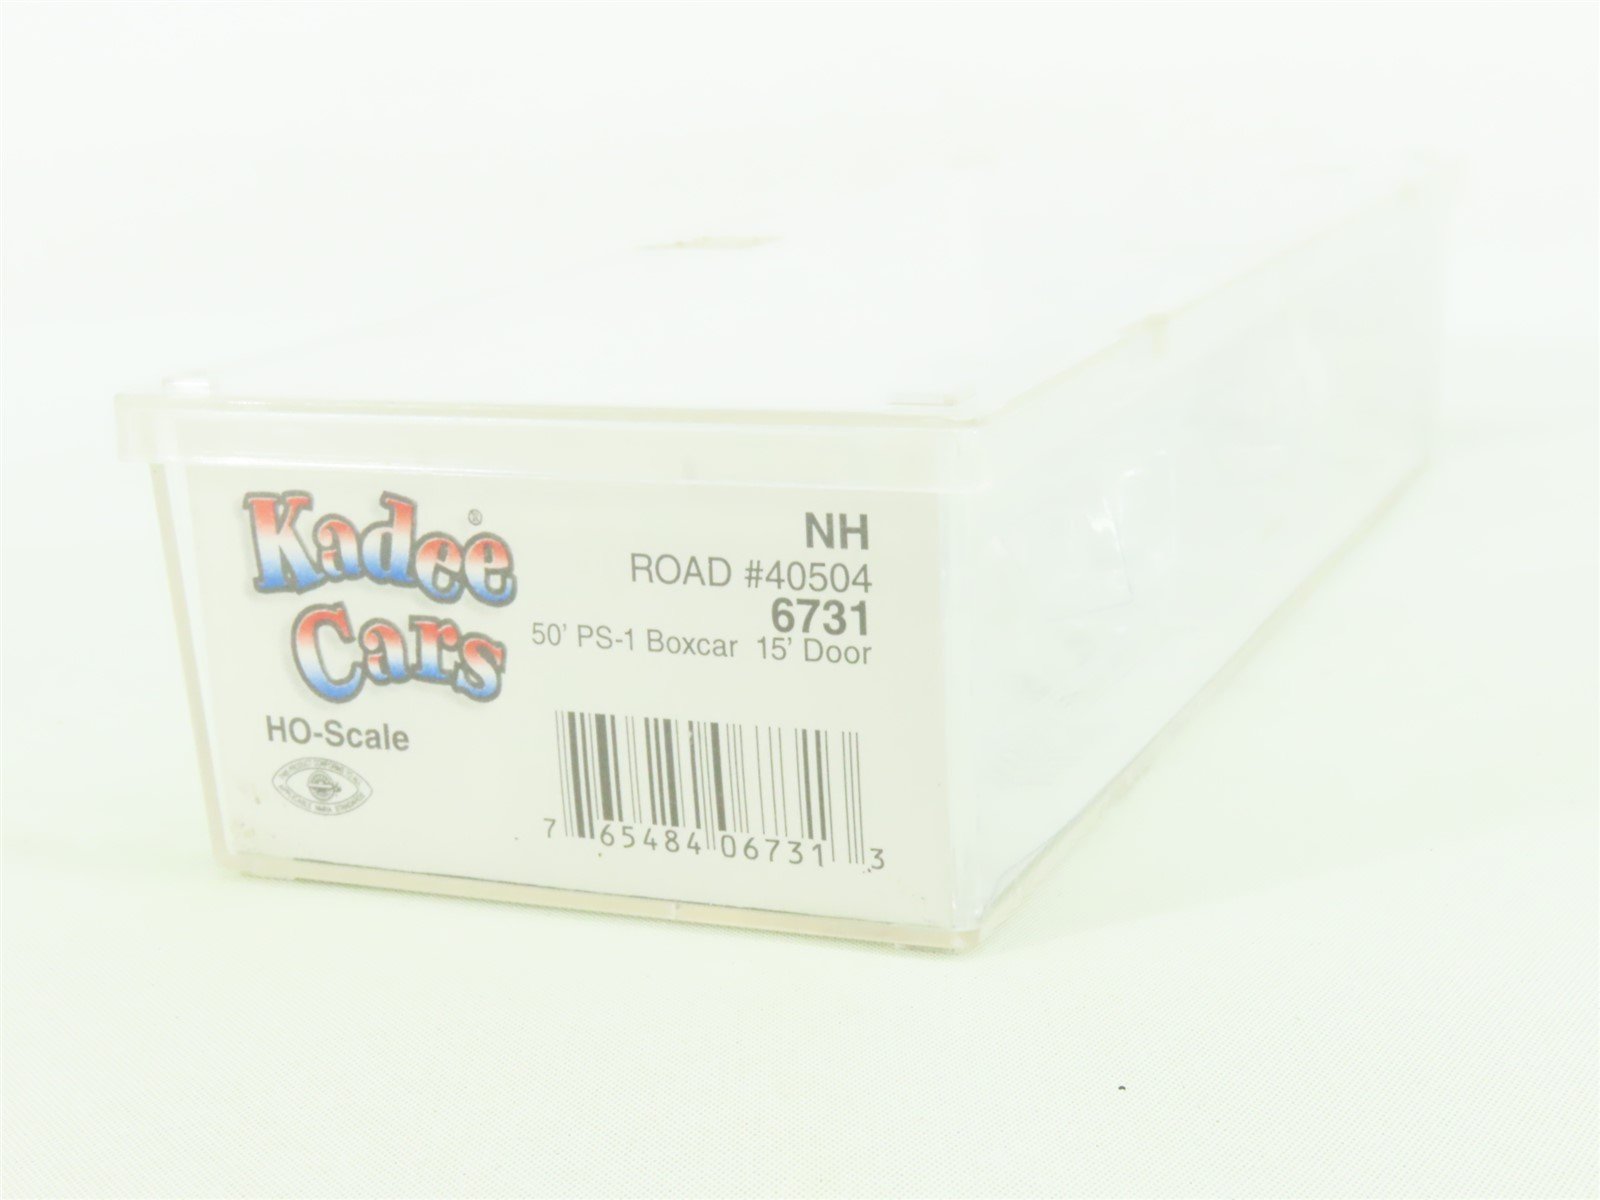 Kadee®
Cars
HO-Scale
NH
ROAD #40504
6731
50' PS-1 Boxcar 15' Door
7 65484 06731 3